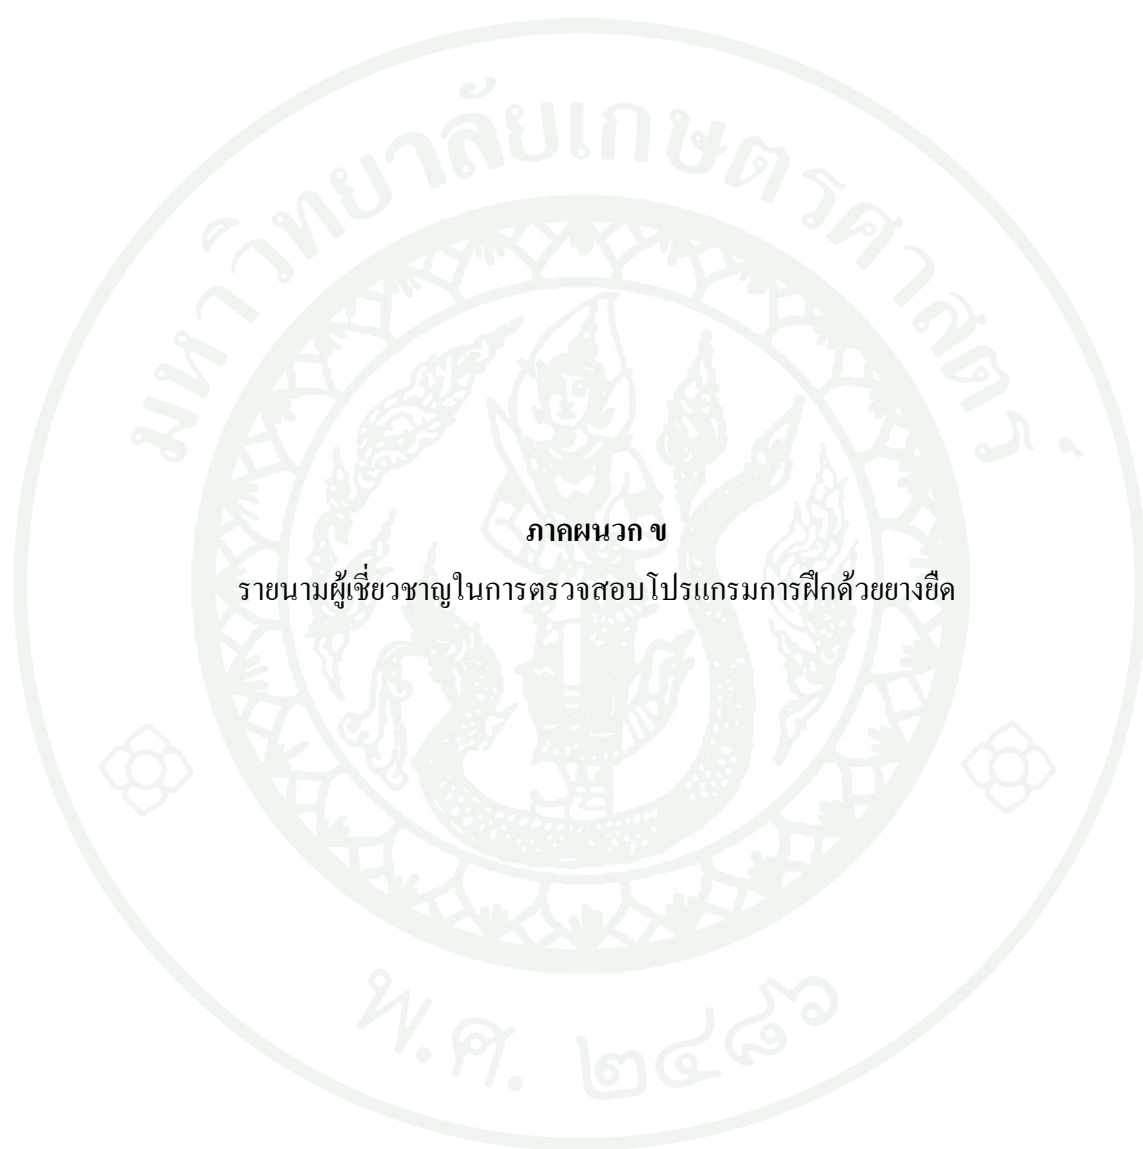 มหาวิทยาลัยเกษตรศาสตร์
ภาคผนวก ข
รายนามผู้เชี่ยวชาญในการตรวจสอบโปรแกรมการฝึกด้วยยางยืด
พ.ศ. ๒๔๘๖